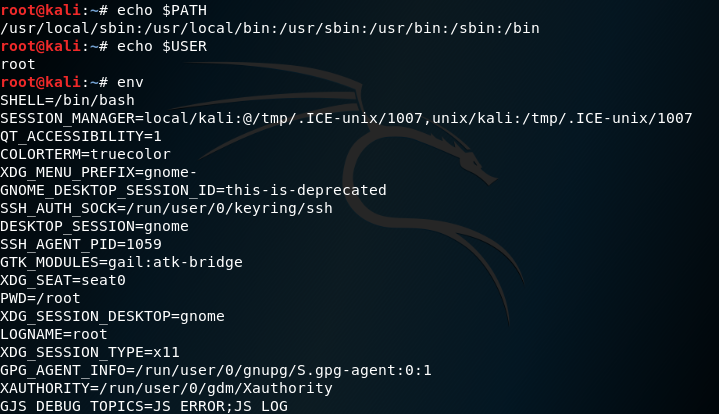 root@kali:~# echo $PATH
/usr/local/sbin:/usr/local/bin:/usr/sbin:/usr/bin:/sbin:/bin
root@kali:~# echo $USER
root
root@kali:~# env
SHELL=/bin/bash
SESSION_MANAGER=local/kali:@/tmp/.ICE-unix/1007,unix/kali:/tmp/.ICE-unix/1007
QT_ACCESSIBILITY=1
COLORTERM=truecolor
XDG_MENU_PREFIX=gnome-
GNOME_DESKTOP_SESSION_ID=this-is-deprecated
SSH_AUTH_SOCK=/run/user/0/keyring/ssh
DESKTOP_SESSION=gnome
SSH_AGENT_PID=1059
GTK_MODULES=gail:atk-bridge
XDG_SEAT=seat0
PWD=/root
XDG_SESSION_DESKTOP=gnome
LOGNAME=root
XDG_SESSION_TYPE=x11
GPG_AGENT_INFO=/run/user/0/gnupg/S.gpg-agent:0:1
XAUTHORITY=/run/user/0/gdm/Xauthority
GJS_DEBUG_TOPICS=JS ERROR;JS LOG